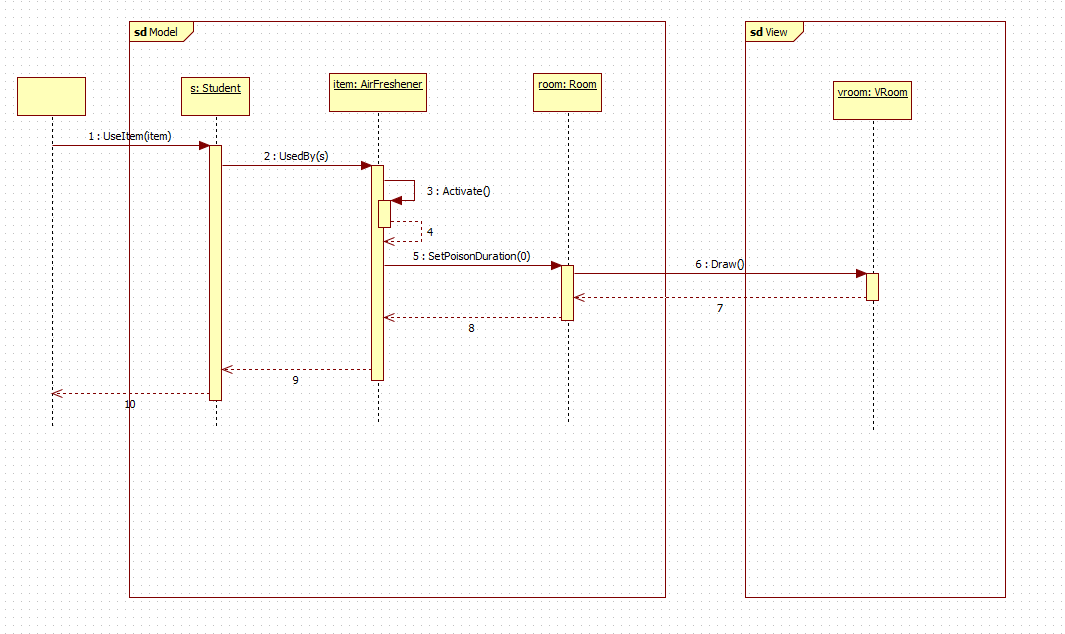 sd Model
sd View
s: Student
item: AirFreshener
room: Room
vroom: VRoom
1 : UseItem(item)
2 : UsedBy(s)
3 : Activate()
4
5 : SetPoisonDuration(0)
6 : Draw()
7
8
9
10